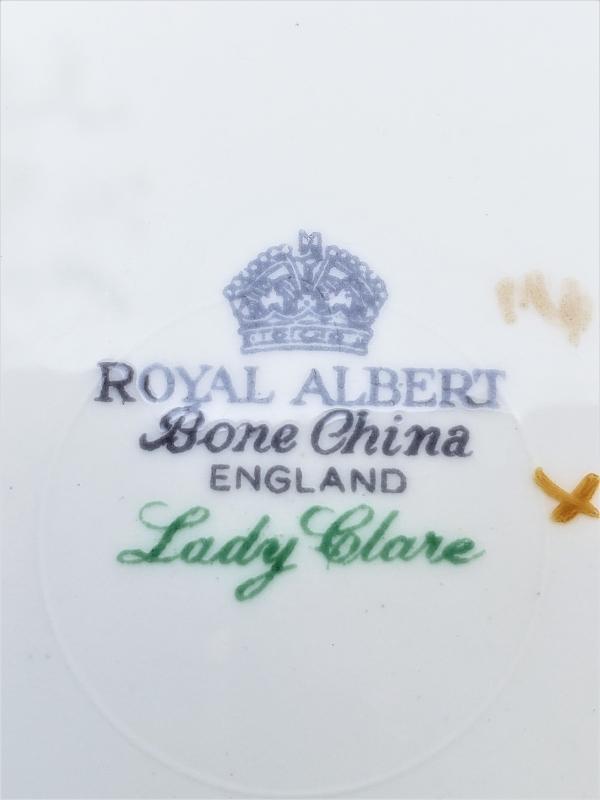 ROYAL ALBERT
Bone China
ENGLAND
Lady Clare